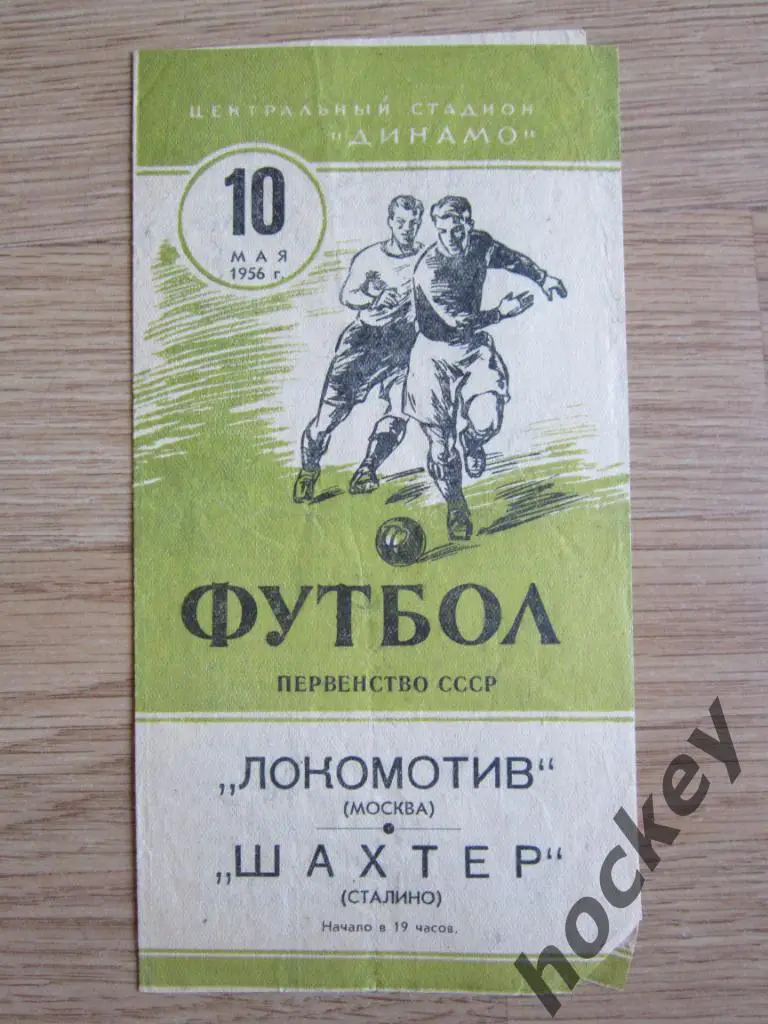 ЦЕНТРАЛЬНЫЙ СТАДИОН
"ДИНАМО"
10
МАЯ
1956 г.
ФУТБОЛ
ПЕРВЕНСТВО СССР
„ЛОКОМОТИВ“
(МОСКВА)
„ШАХТЕР“
(СТАЛИНО)
Начало в 19 часов.
hockey